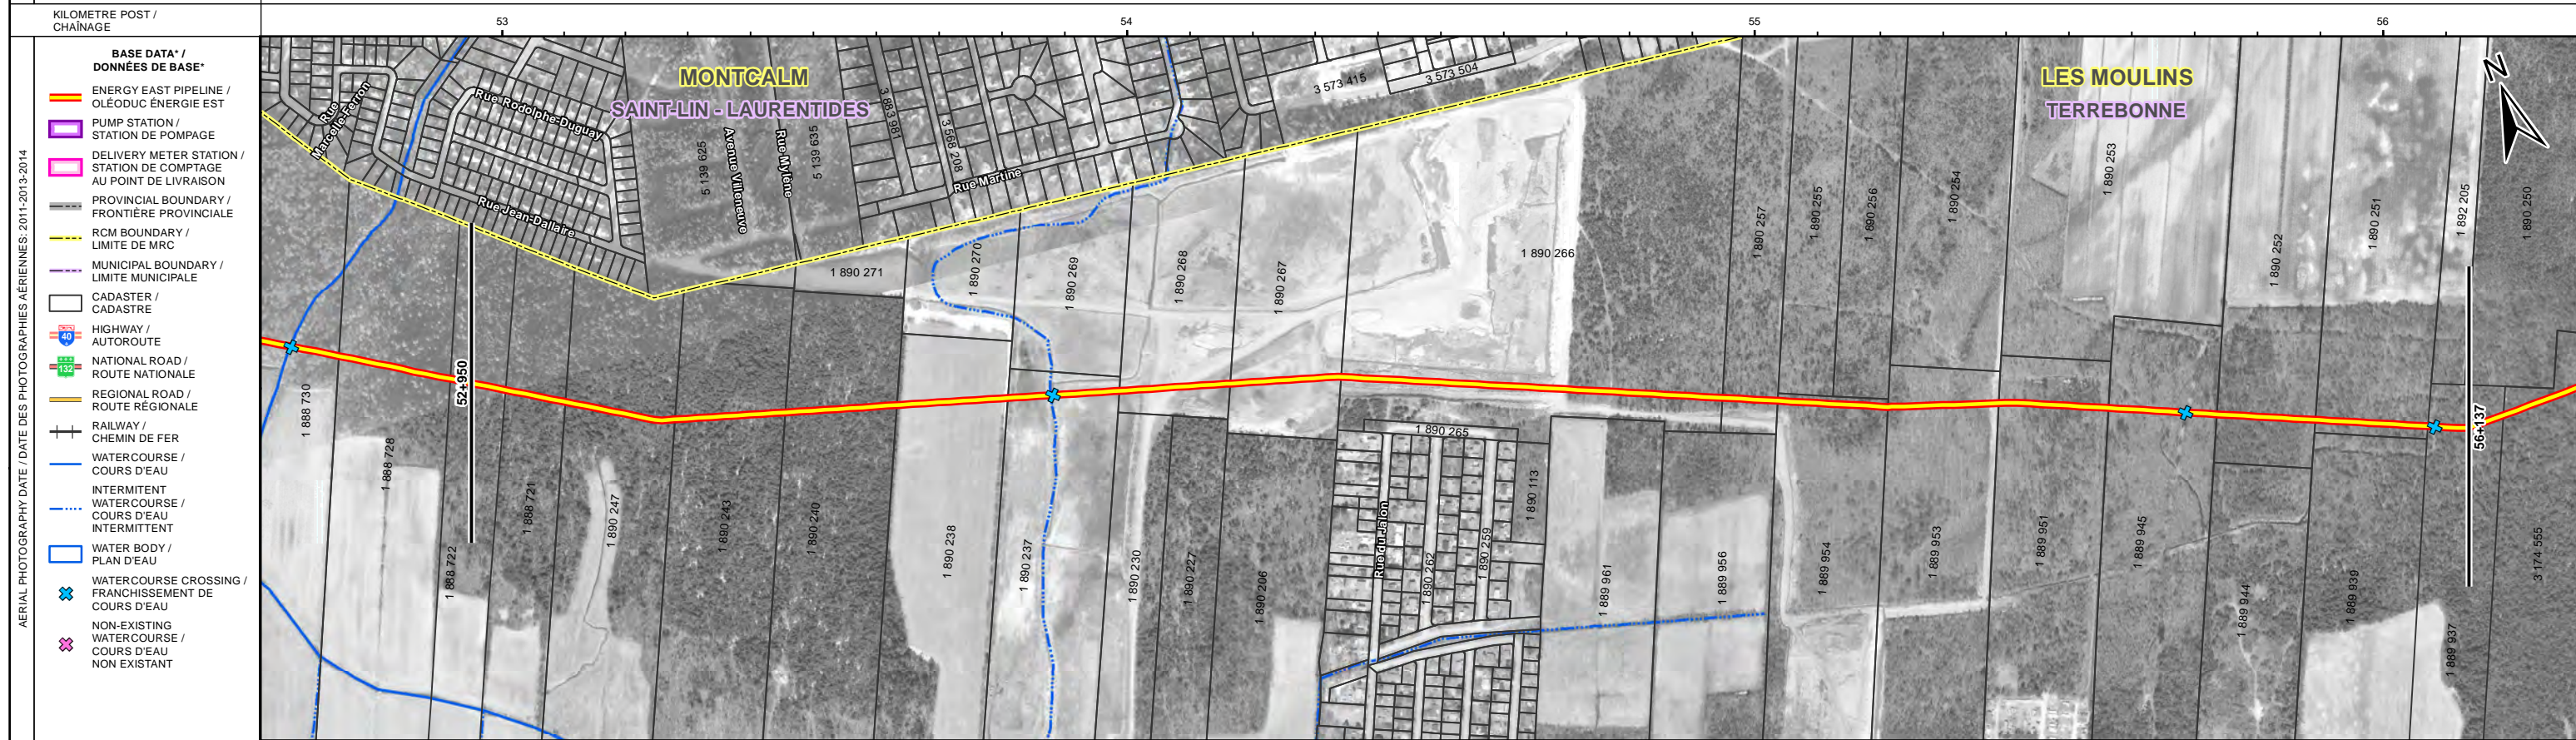 KILOMETRE POST /
CHAÎNAGE
53
54
55
56
AERIAL PHOTOGRAPHY DATE / DATE DES PHOTOGRAPHIES AÉRIENNES: 2011-2013-2014
BASE DATA* /
DONNÉES DE BASE*
ENERGY EAST PIPELINE /
OLÉODUC ÉNERGIE EST
PUMP STATION /
STATION DE POMPAGE
DELIVERY METER STATION /
STATION DE COMPTAGE
AU POINT DE LIVRAISON
PROVINCIAL BOUNDARY /
FRONTIÈRE PROVINCIALE
RCM BOUNDARY /
LIMITE DE MRC
MUNICIPAL BOUNDARY /
LIMITE MUNICIPALE
CADASTER /
CADASTRE
40
HIGHWAY /
AUTOROUTE
132
NATIONAL ROAD /
ROUTE NATIONALE
REGIONAL ROAD /
ROUTE RÉGIONALE
RAILWAY /
CHEMIN DE FER
WATERCOURSE /
COURS D'EAU
INTERMITENT
WATERCOURSE /
COURS D'EAU
INTERMITTENT
WATER BODY /
PLAN D'EAU
WATERCOURSE CROSSING /
FRANCHISSEMENT DE
COURS D'EAU
NON-EXISTING
WATERCOURSE /
COURS D'EAU
NON EXISTANT
MONTCALM
SAINT-LIN - LAURENTIDES
LES MOULINS
TERREBONNE
N
Rue
Marcelle-Ferron
Rue-Rodolphe-Duguay
Rue-Jean-Dallaire
5 139 625
Avenue Villeneuve
Rue Mylène
5 139 635
3 883 981
3 568 208
Rue Martine
3 573 415
3 573 504
1 890 271
1 890 270
1 890 269
1 890 268
1 890 267
1 890 266
1 890 257
1 890 255
1 890 256
1 890 254
1 890 253
1 890 252
1 890 251
1 892 205
1 890 250
52+950
56+137
1 888 730
1 888 728
1 888 722
1 888 721
1 890 247
1 890 243
1 890 240
1 890 238
1 890 237
1 890 230
1 890 227
1 890 206
1 890 265
Rue du Jalon
1 890 262
1 890 259
1 890 113
1 889 961
1 889 956
1 889 954
1 889 953
1 889 951
1 889 945
1 889 944
1 889 939
1 889 937
3 174 555